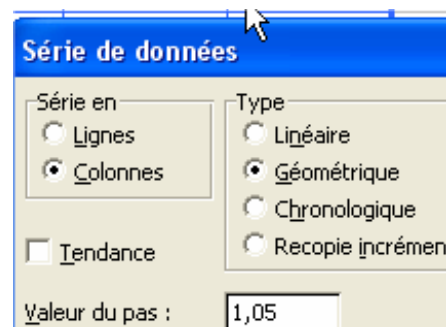 Série de données
Série en
Lignes
Colonnes
Type
Linéaire
Géométrique
Chronologique
Recopie incrémen
Tendance
Valeur du pas :
1,05